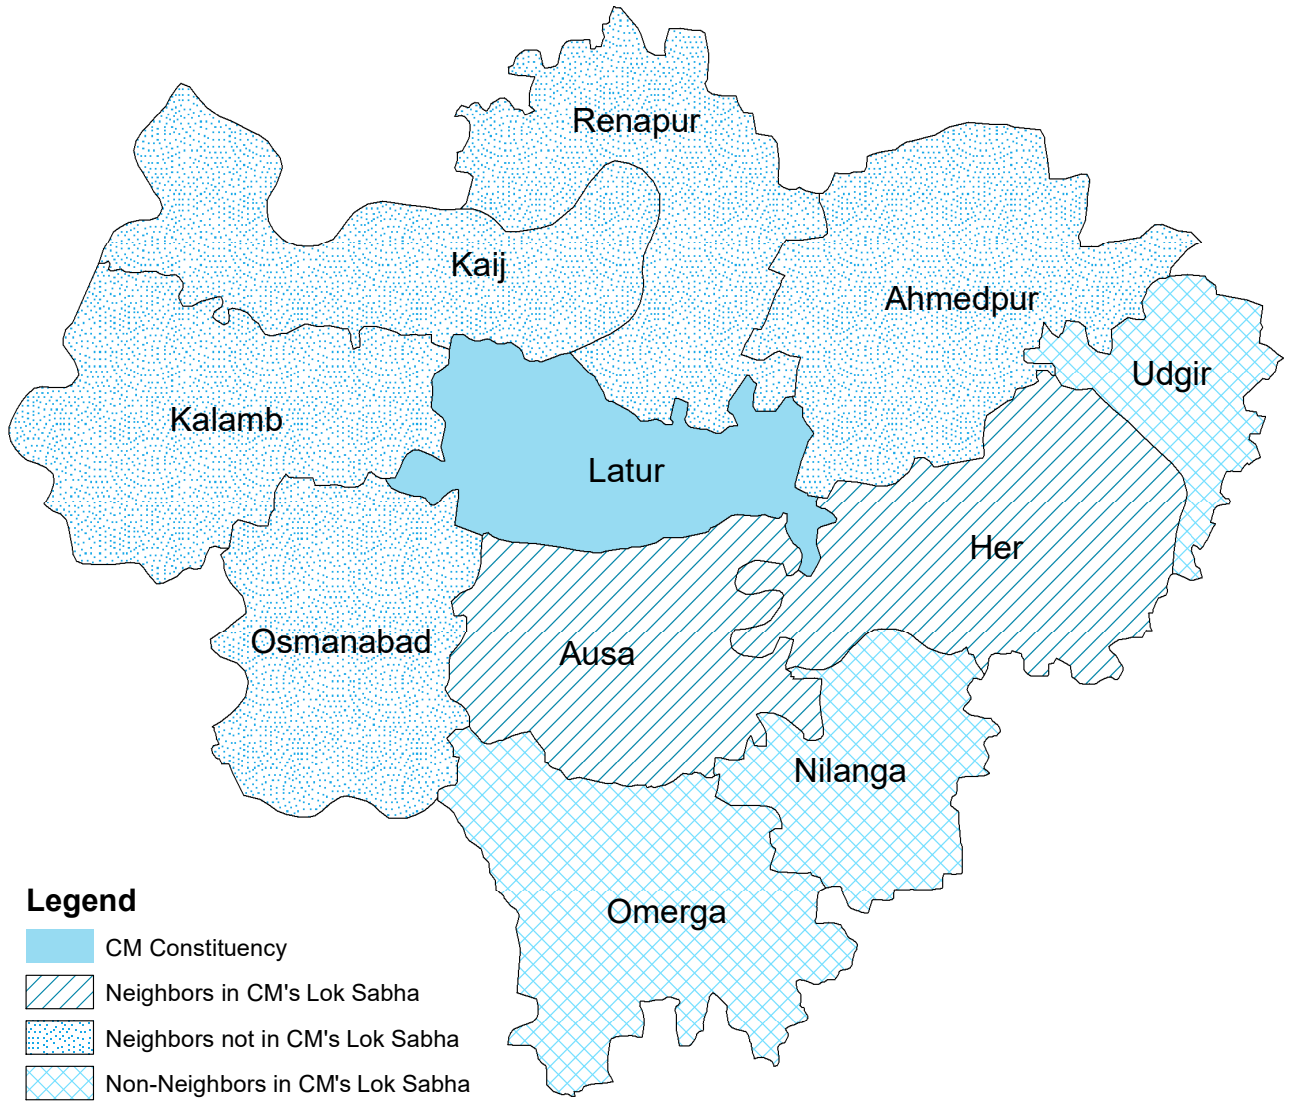 Renapur
Kaij
Ahmedpur
Udgir
Kalamb
Latur
Her
Osmanabad
Ausa
Nilanga
Omerga
Legend
CM Constituency
Neighbors in CM's Lok Sabha
Neighbors not in CM's Lok Sabha
Non-Neighbors in CM's Lok Sabha